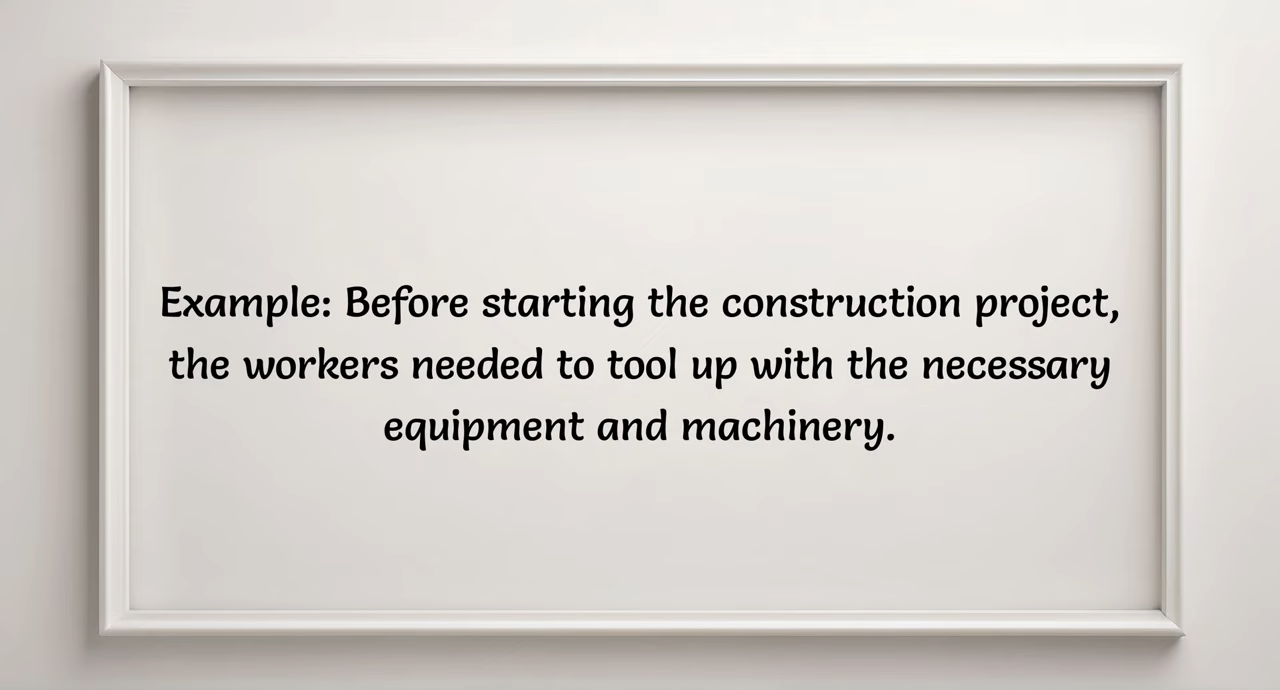 Example: Before starting the construction project,
the workers needed to tool up with the necessary
equipment and machinery.